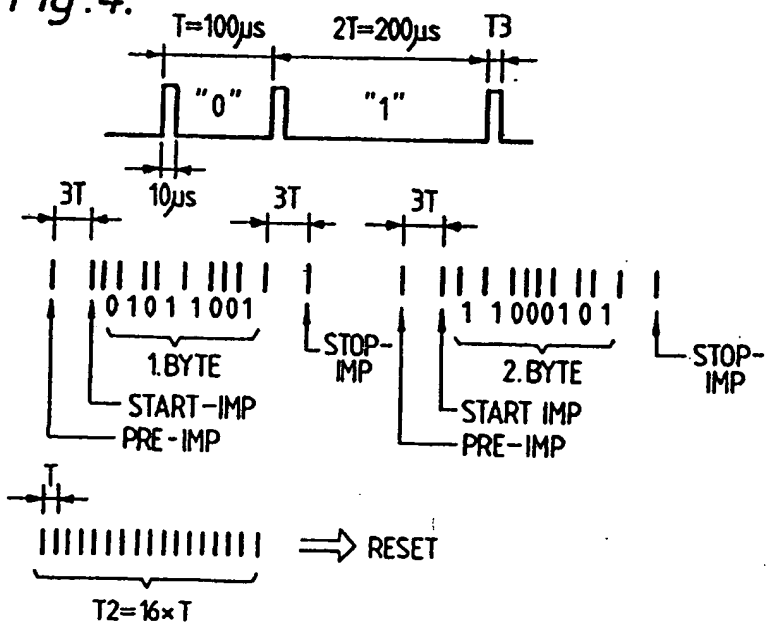 Fig.4.
T=100µs 2T=200µs T3
"0" "1"
10µs
3T 3T 3T
0 1 0 1 1 0 0 1 1 1 0 0 0 1 0 1
1.BYTE STOP-IMP 2.BYTE STOP-IMP
START-IMP START IMP
PRE-IMP PRE-IMP
T
RESET
T2=16×T